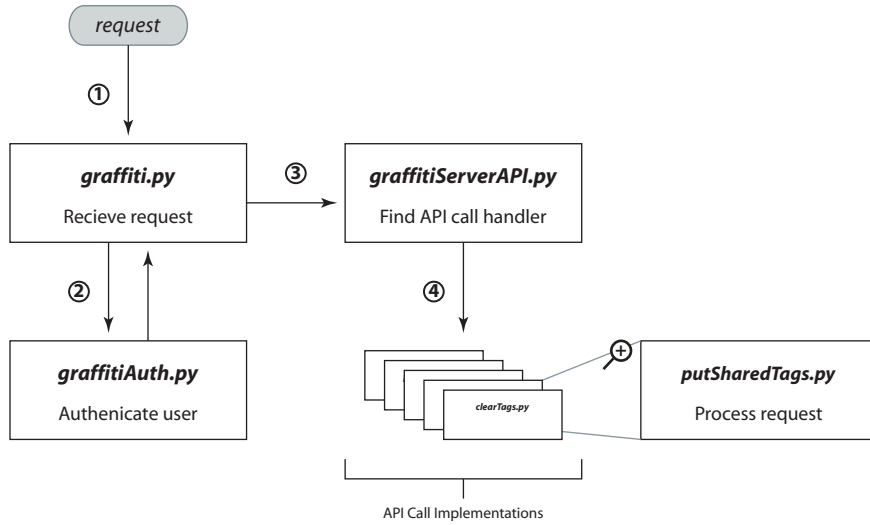 request
①
graffiti.py
Recieve request
③
graffitiServerAPI.py
Find API call handler
②
④
graffitiAuth.py
Authenicate user
clearTags.py
putSharedTags.py
Process request
API Call Implementations